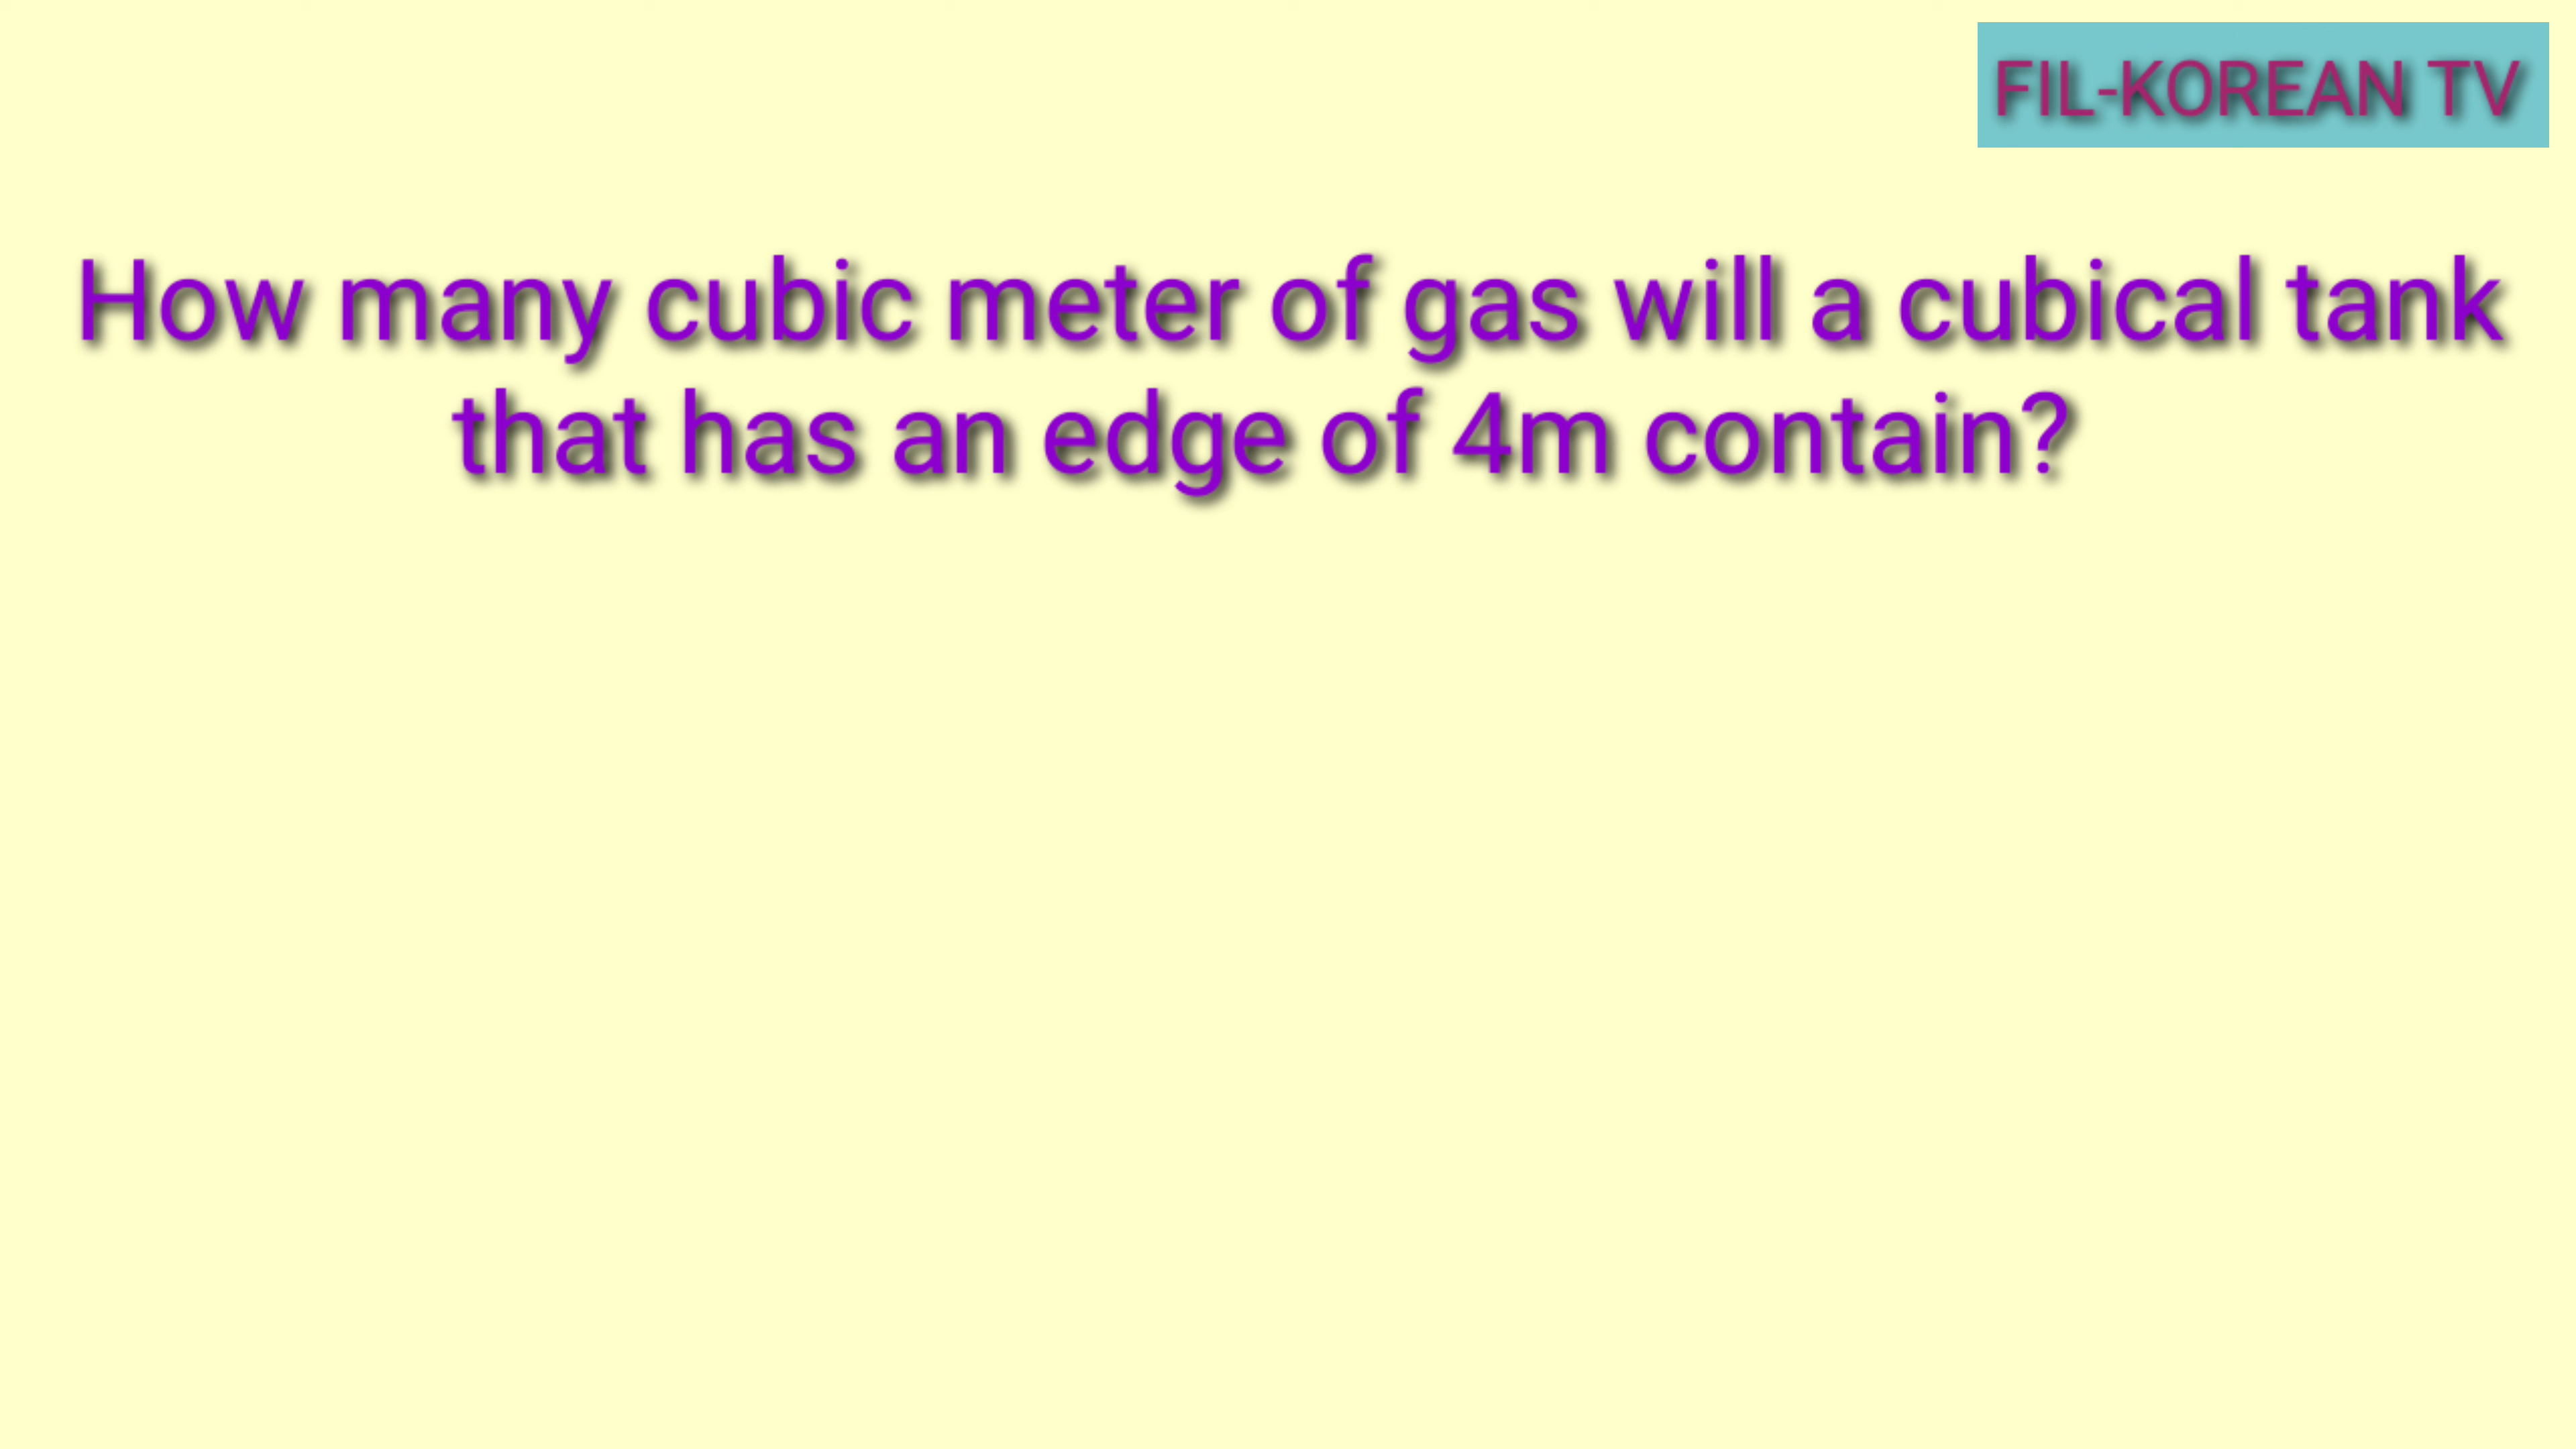 FIL-KOREAN TV
How many cubic meter of gas will a cubical tank
that has an edge of 4m contain?